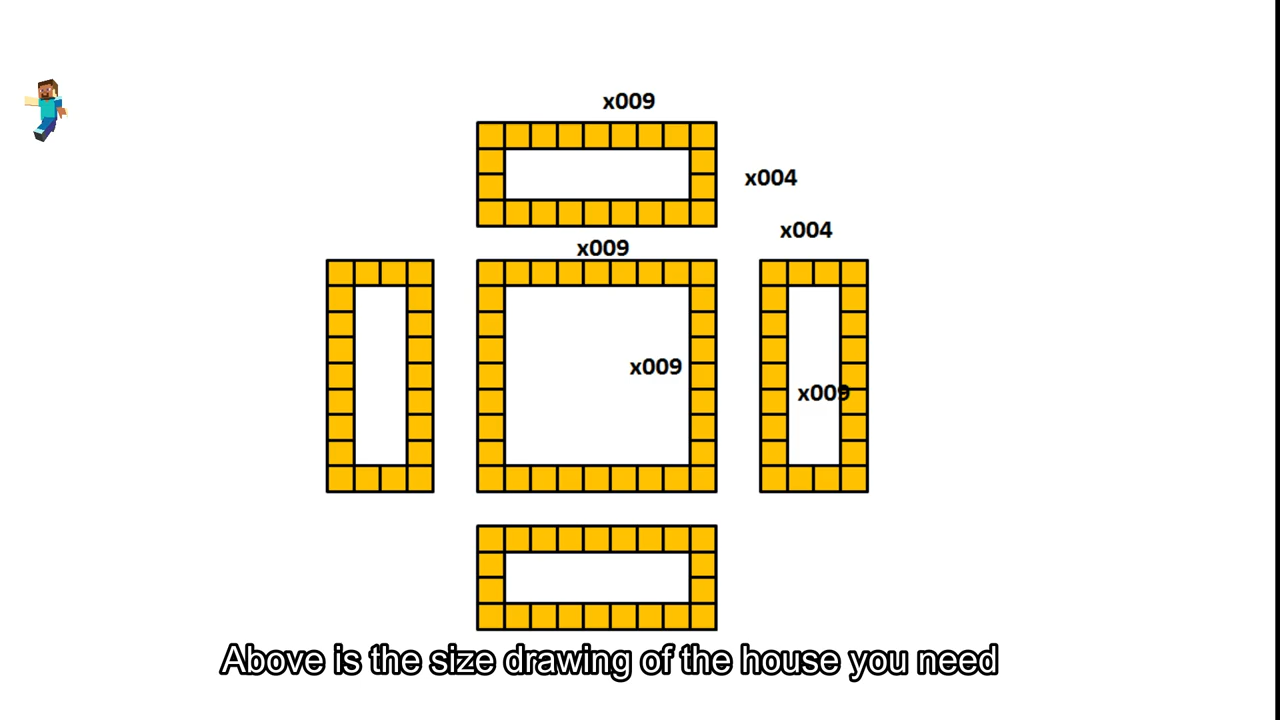 x009
x004
x004
x009
x009
x009
Above is the size drawing of the house you need